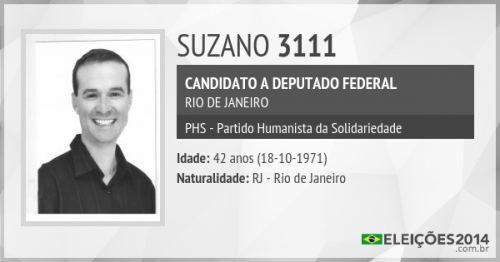 SUZANO 3111
CANDIDATO A DEPUTADO FEDERAL
RIO DE JANEIRO
PHS - Partido Humanista da Solidariedade
Idade: 42 anos (18-10-1971)
Naturalidade: RJ - Rio de Janeiro
ELEIÇÕES2014
.com.br